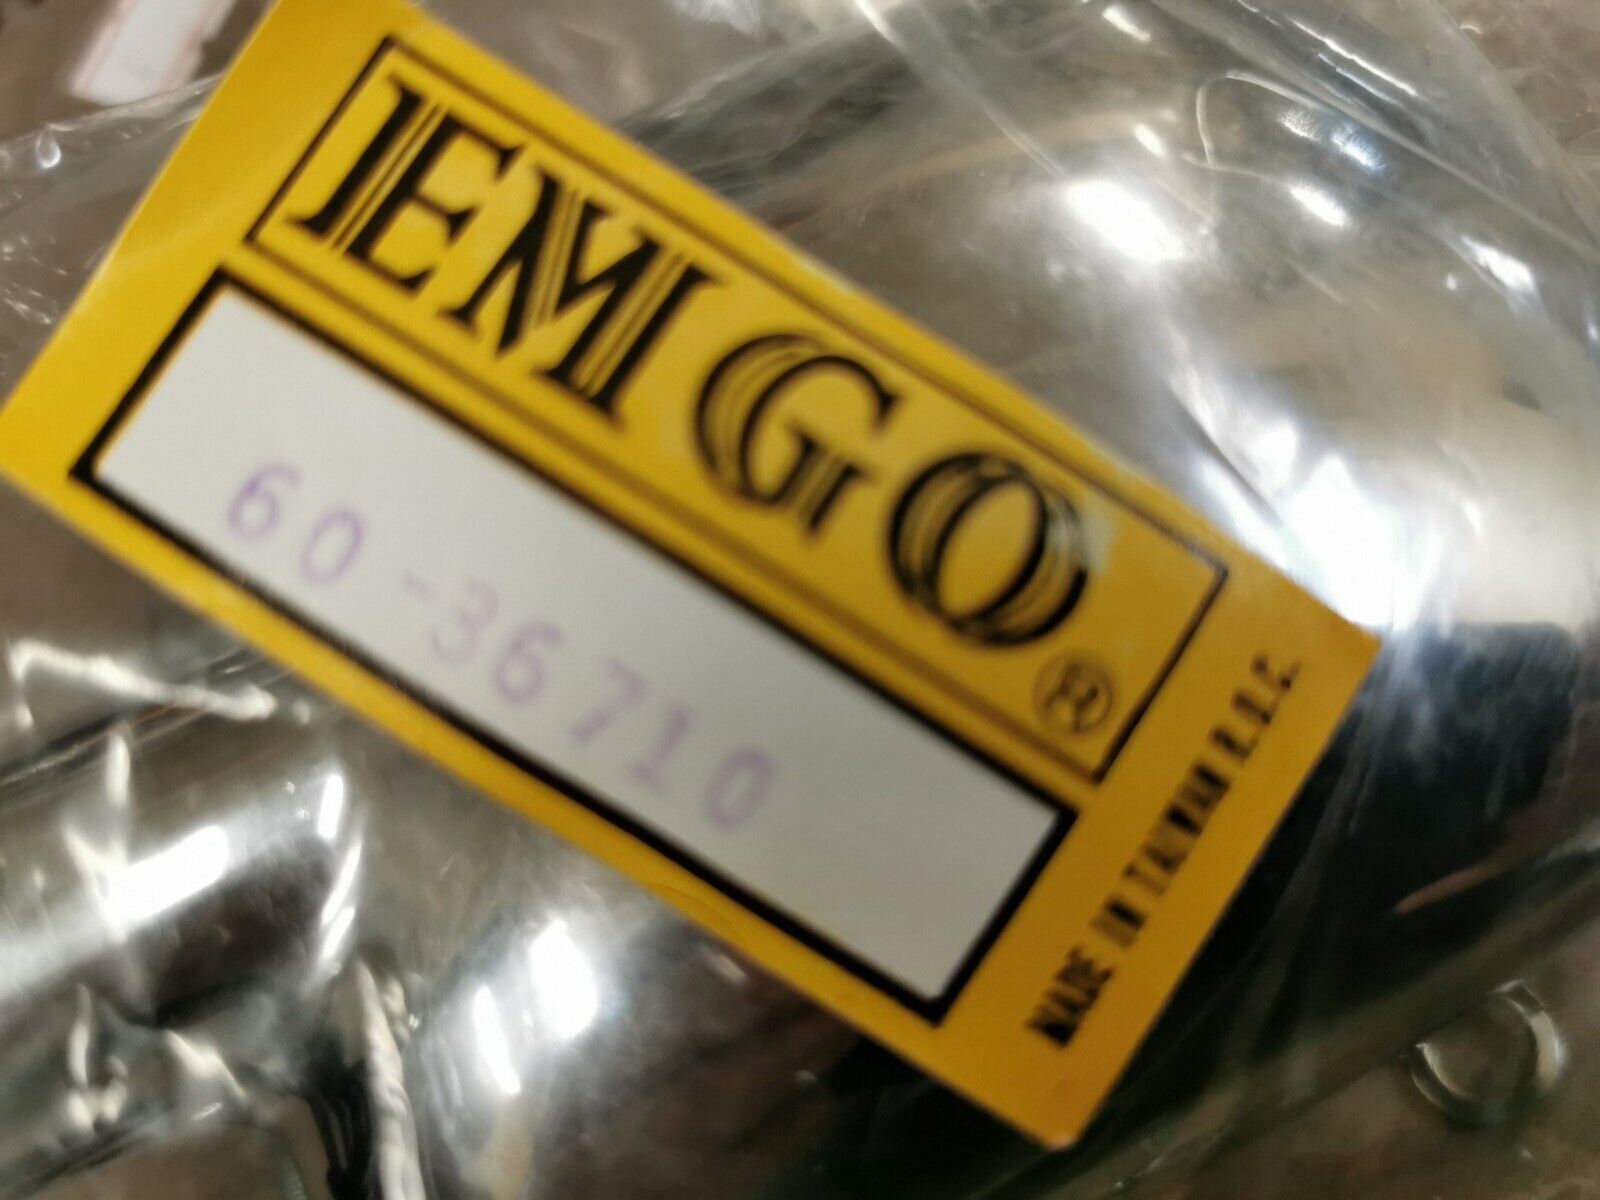 EMGO®
60-36710
MADE IN TAIWAN R.O.C.